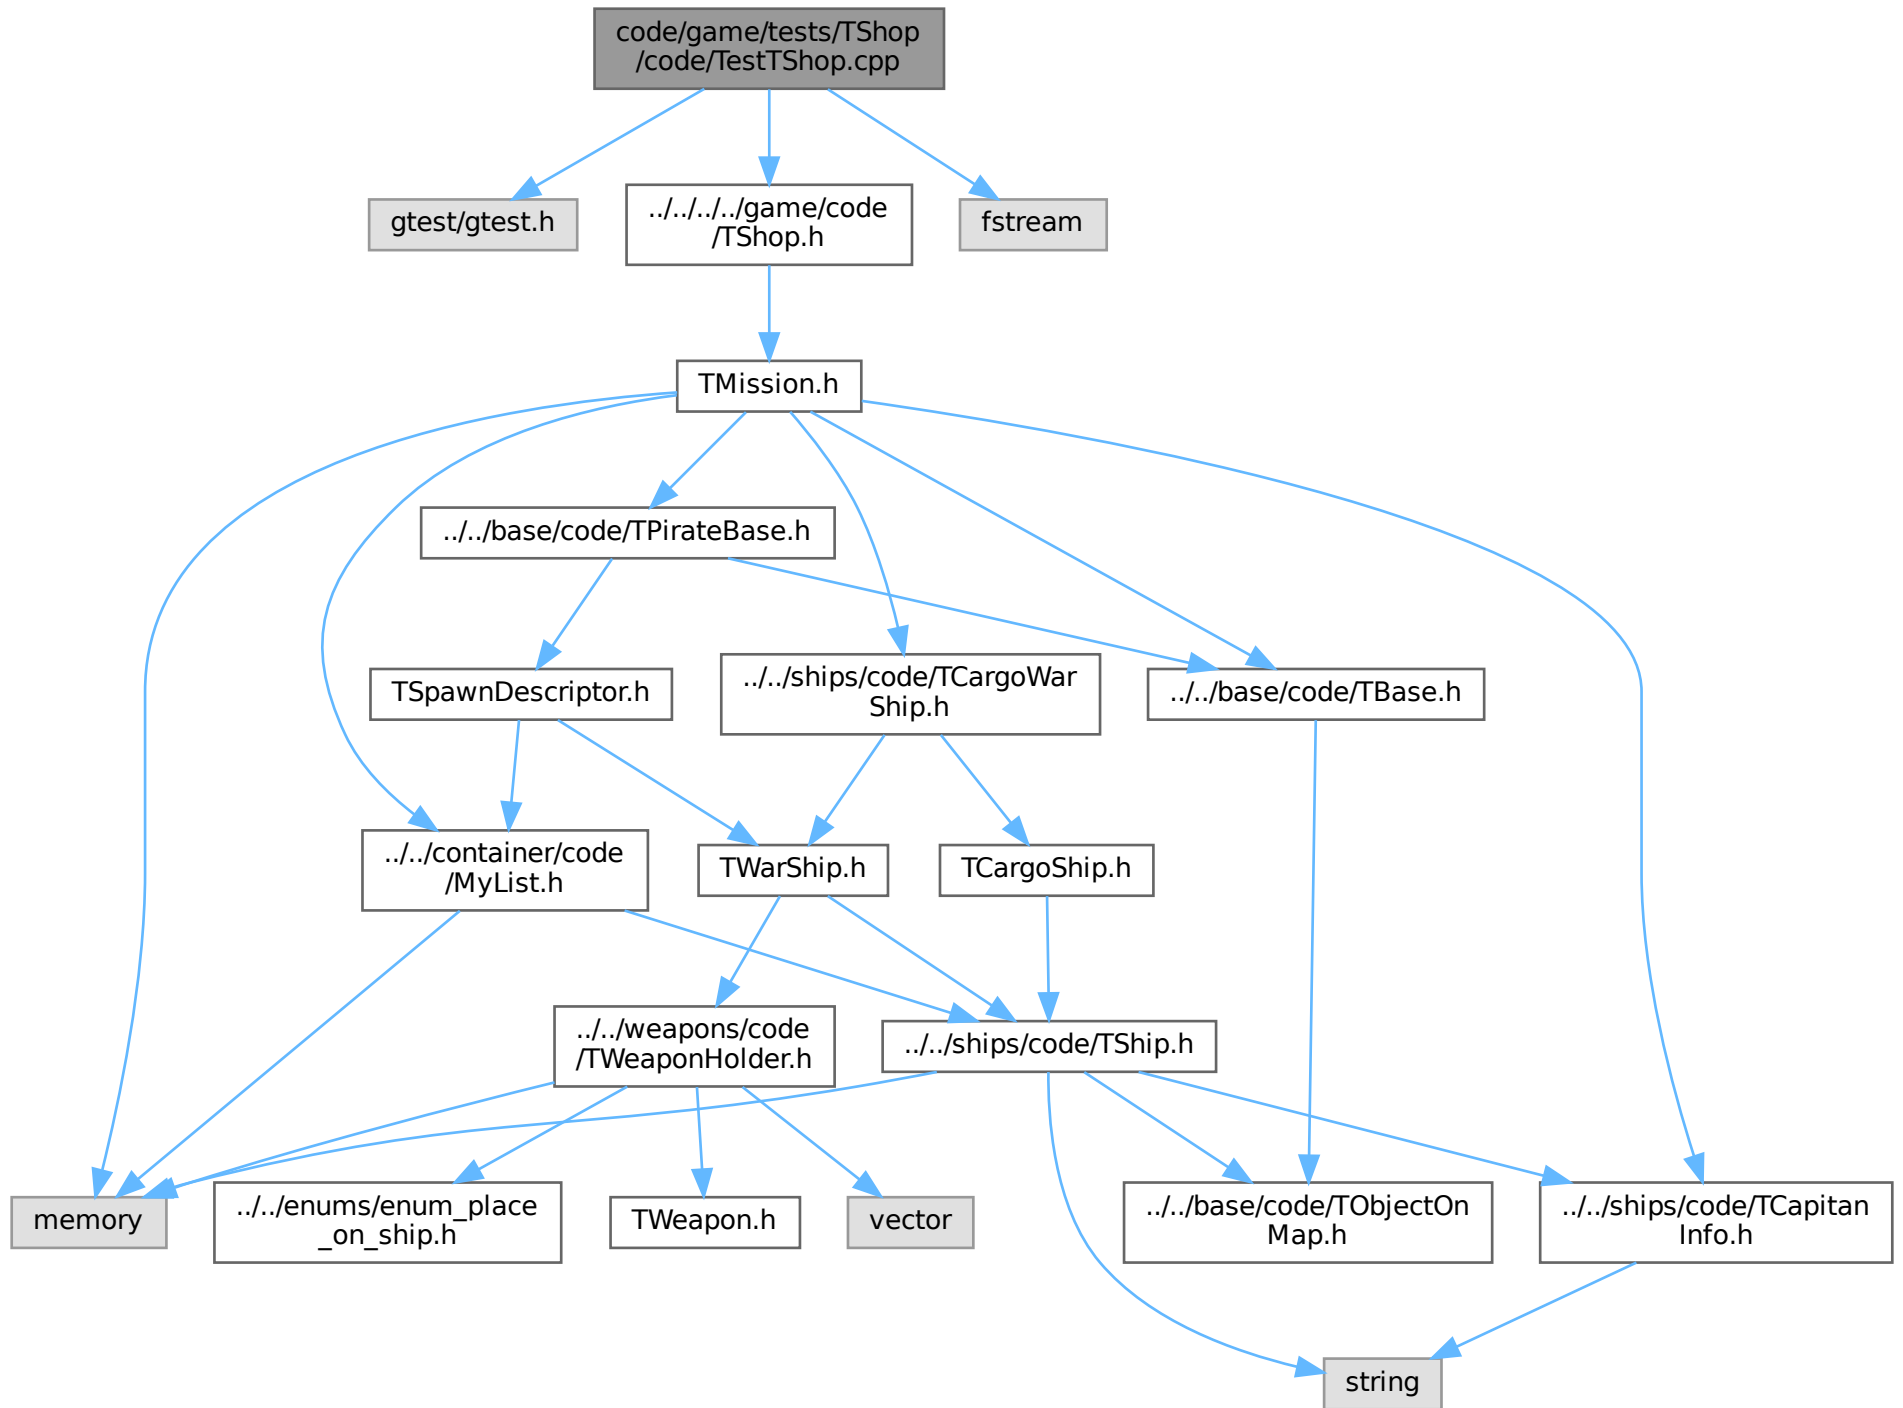 code/game/tests/TShop
/code/TestTShop.cpp
gtest/gtest.h
../../../../game/code
/TShop.h
fstream
TMission.h
../../base/code/TPirateBase.h
TSpawnDescriptor.h
../../ships/code/TCargoWar
Ship.h
../../base/code/TBase.h
../../container/code
/MyList.h
TWarShip.h
TCargoShip.h
../../weapons/code
/TWeaponHolder.h
../../ships/code/TShip.h
memory
../../enums/enum_place
_on_ship.h
TWeapon.h
vector
../../base/code/TObjectOn
Map.h
../../ships/code/TCapitan
Info.h
string